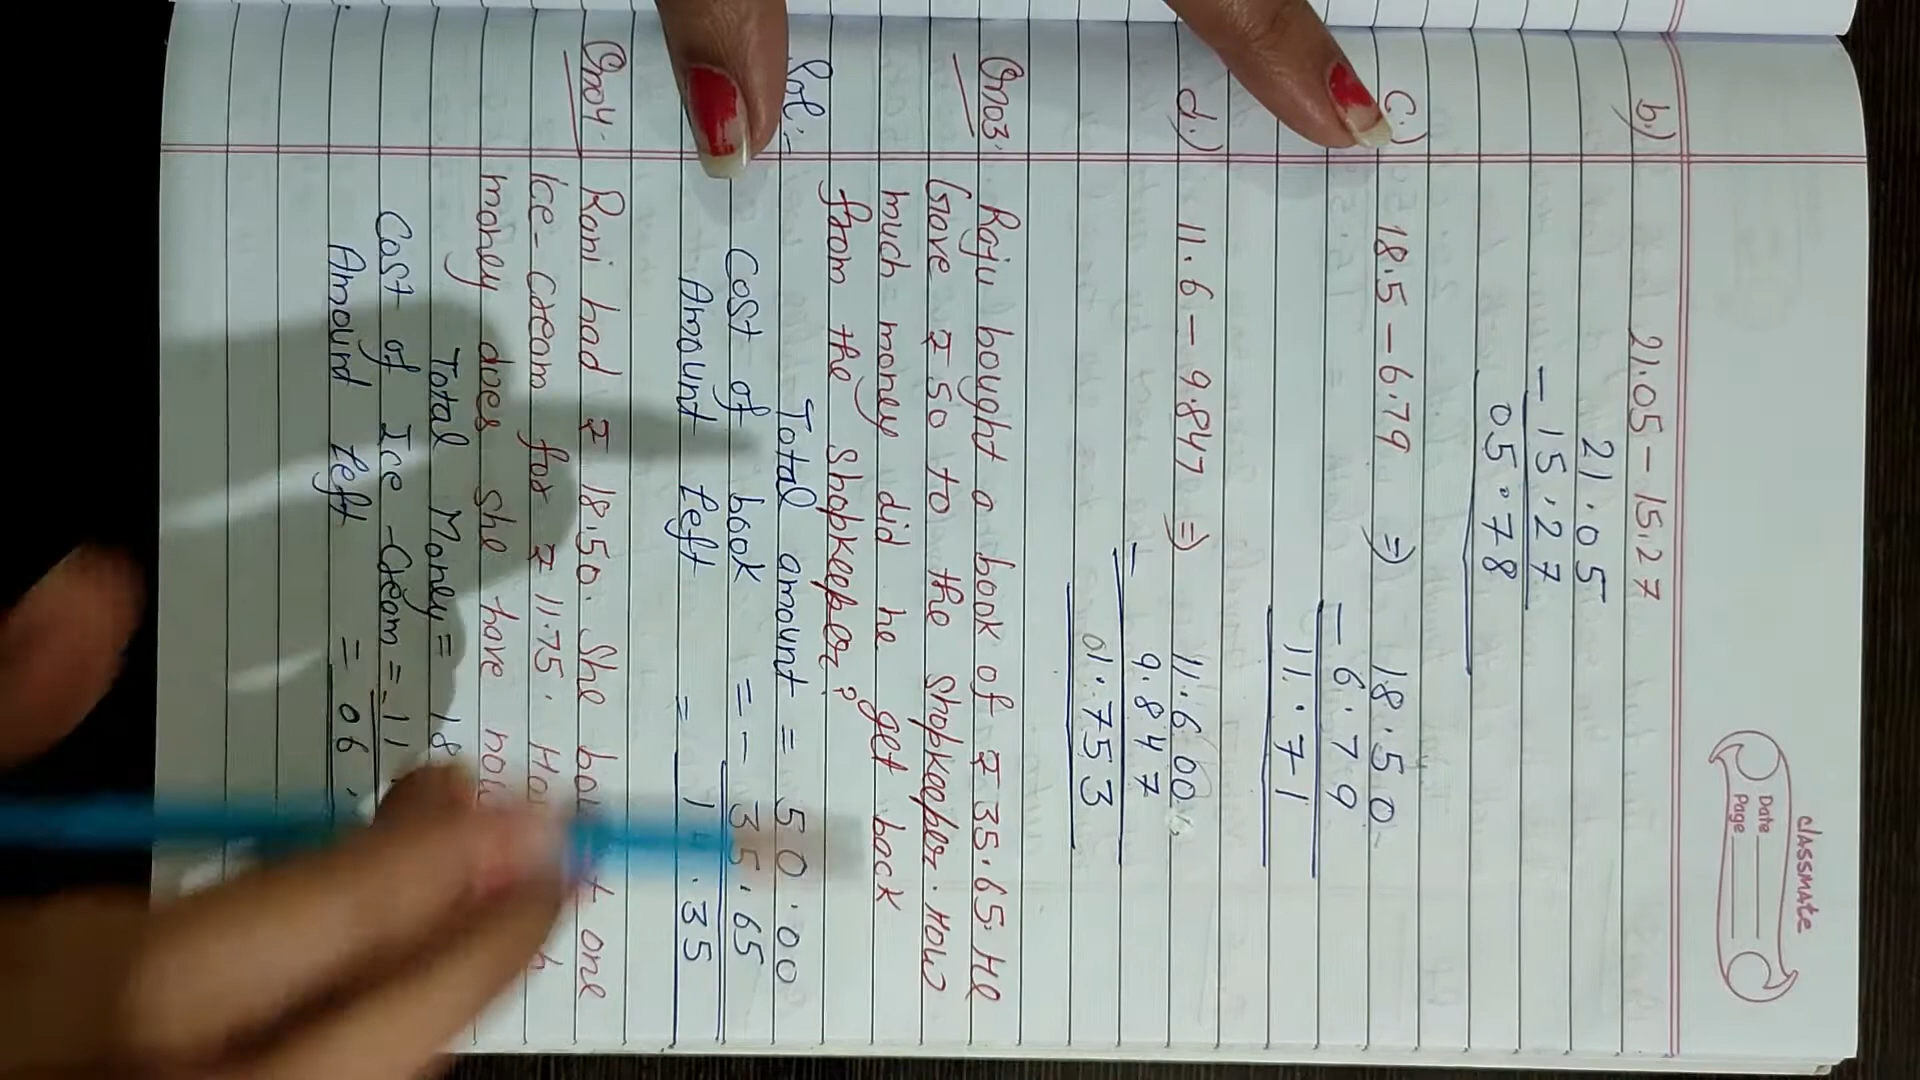 classmate
Date
Page
b.) 21.05 - 15.27
21.05
- 15.27
05.78
c.) 18.5 - 6.79 ⇒ 18.50
- 6.79
11.71
d.) 11.6 - 9.847 ⇒ 11.600
- 9.847
01.753
Qno3. Raju bought a book of ₹ 35.65. He
Gave ₹ 50 to the Shopkeeper. How
much money did he get back
from the Shopkeeper?
Sol:- Total amount = 50.00
Cost of book = - 35.65
Amount left = 14.35
Qno4. Rani had ₹ 18.50. She bought one
Ice-Cream for ₹ 11.75.
money does she have now
Total Money = 18
Cost of Ice-Cream = - 11
Amount left = 06.